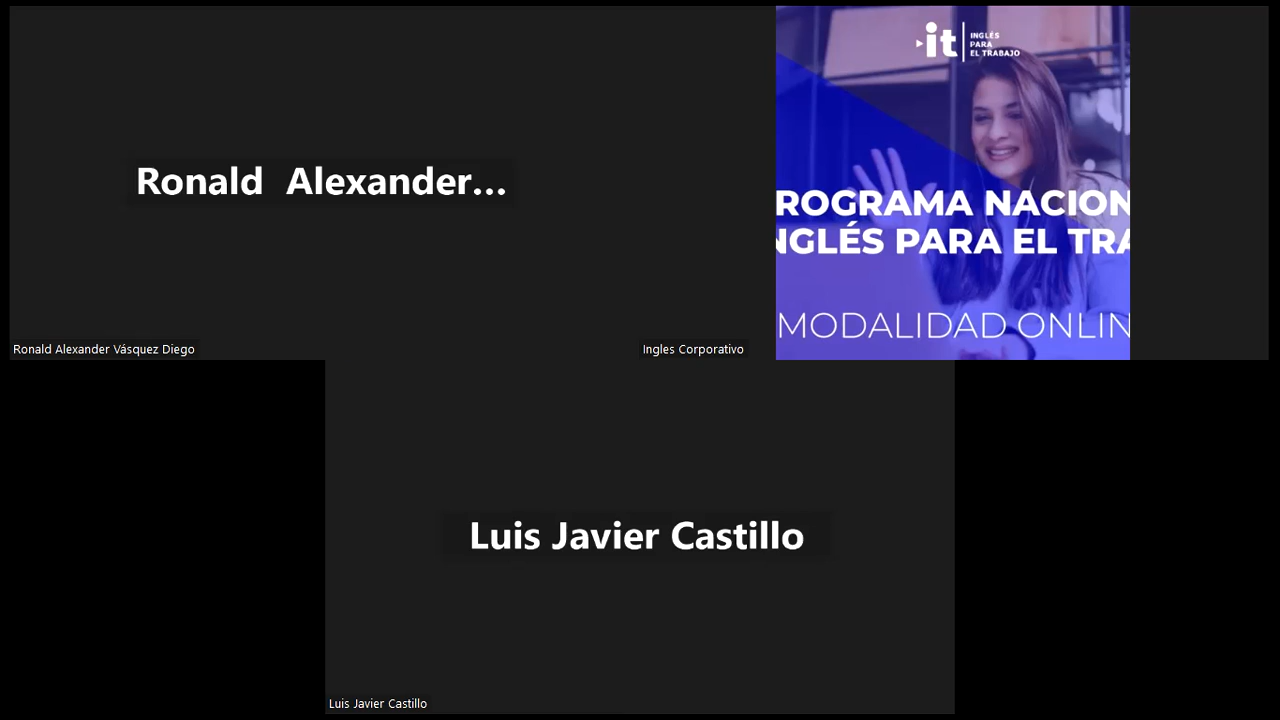 Ronald Alexander...
Ronald Alexander Vásquez Diego
it
INGLÉS
PARA
EL TRABAJO
ROGRAMA NACION
NGLÉS PARA EL TRA
MODALIDAD ONLIN
Ingles Corporativo
Luis Javier Castillo
Luis Javier Castillo